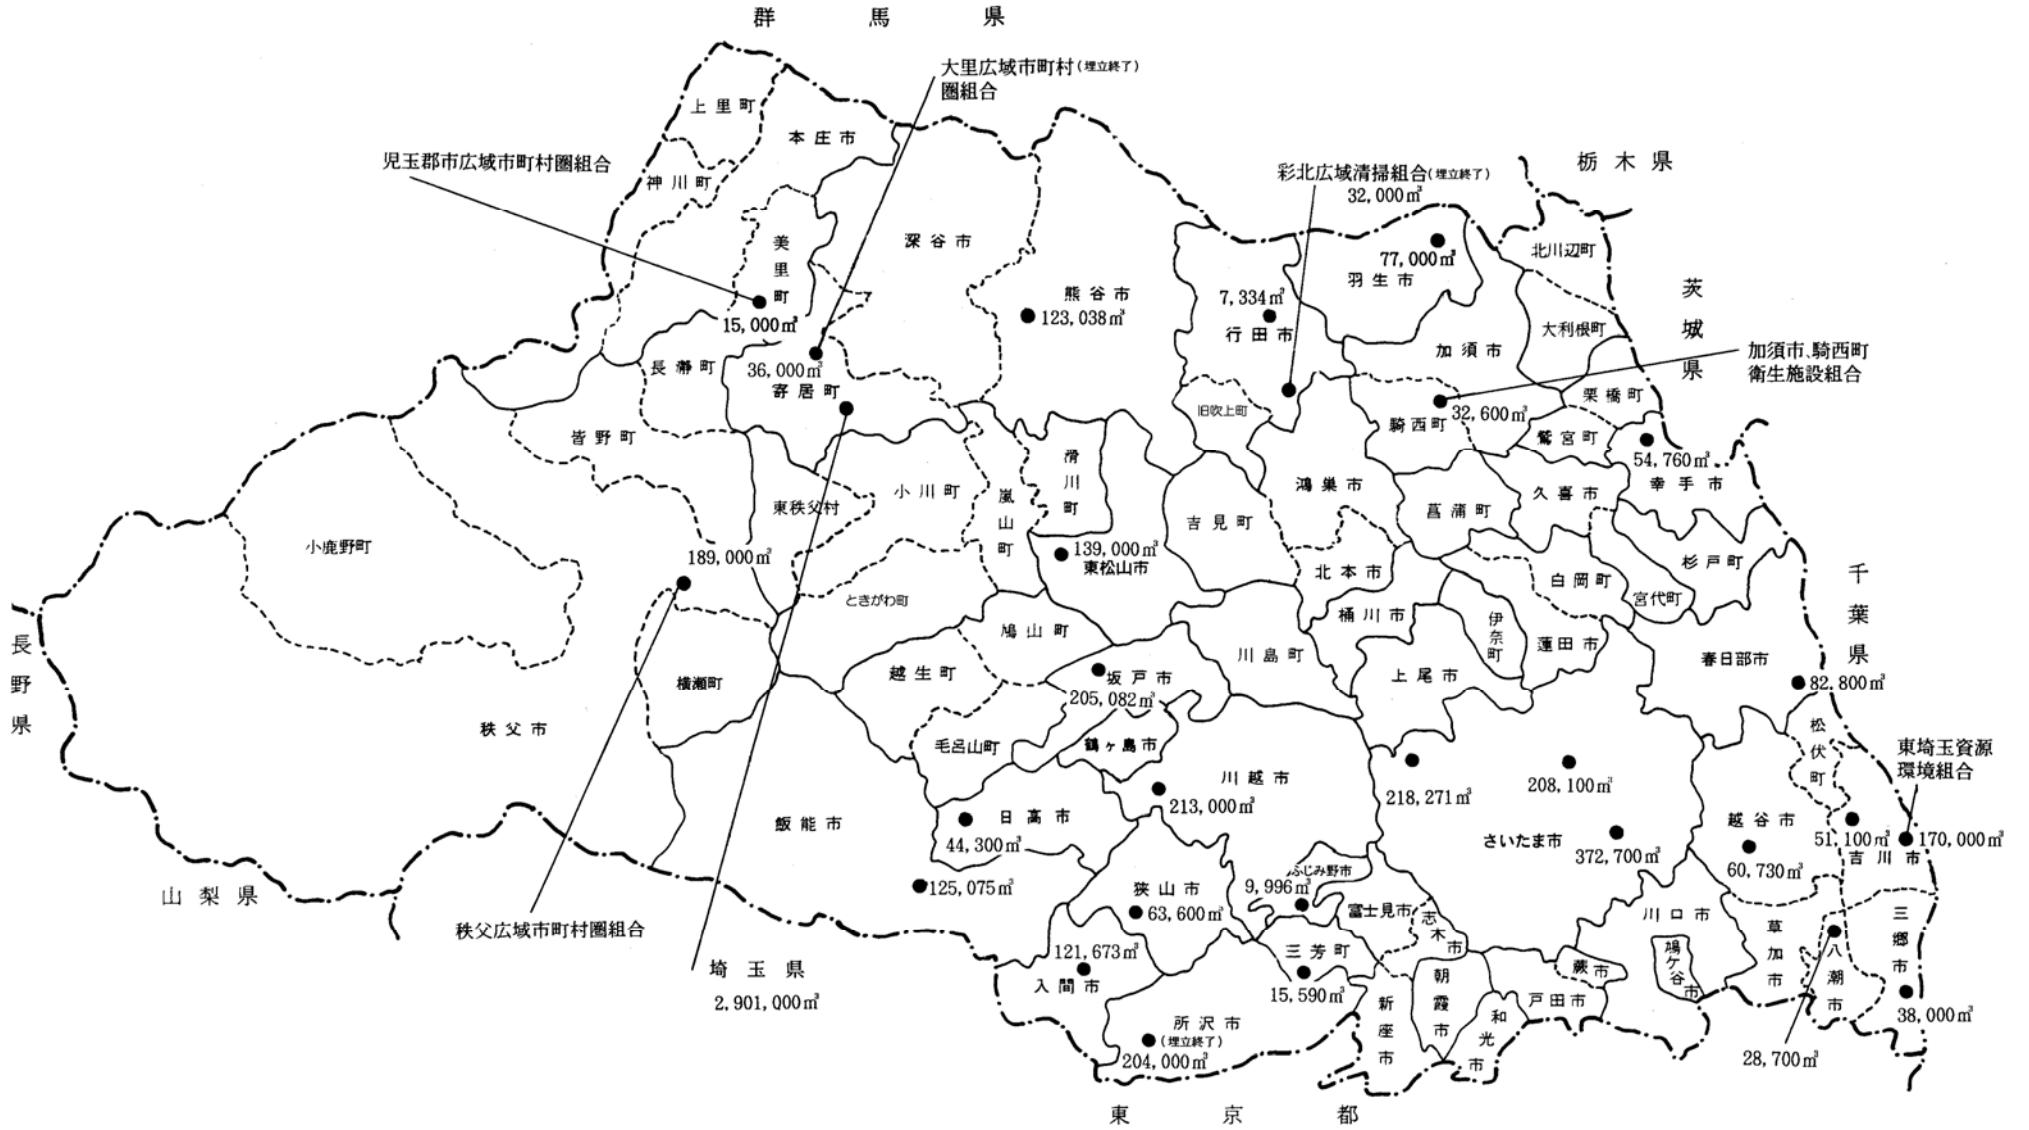 群馬県
大里広域市町村(埋立終了)
圏組合
上里町
本庄市
児玉郡市広域市町村圏組合
神川町
彩北広域清掃組合(埋立終了)
32,000㎥
栃木県
美里町
深谷市
77,000㎥
羽生市
北川辺町
茨城県
15,000㎥
熊谷市
123,038㎥
7,334㎥
行田市
大利根町
加須市
加須市、騎西町
衛生施設組合
長瀞町
36,000㎥
寄居町
旧吹上町
騎西町
32,600㎥
栗橋町
鷲宮町
54,760㎥
幸手市
皆野町
東秩父村
小川町
嵐山町
滑川町
吉見町
鴻巣市
菖蒲町
久喜市
小鹿野町
189,000㎥
139,000㎥
東松山市
北本市
白岡町
杉戸町
宮代町
千葉県
ときがわ町
鳩山町
桶川市
伊奈町
蓮田市
長野県
横瀬町
越生町
坂戸市
205,082㎥
川島町
上尾市
春日部市
82.800㎥
秩父市
毛呂山町
鶴ヶ島市
川越市
213,000㎥
218,271㎥
208,100㎥
松伏町
東埼玉資源
環境組合
飯能市
日高市
44,300㎥
さいたま市
372,700㎥
越谷市
60,730㎥
51,100㎥
吉川市
170,000㎥
125,075㎥
山梨県
秩父広域市町村圏組合
狭山市
63,600㎥
ふじみ野市
9,996㎥
富士見市
志木市
川口市
鳩ケ谷市
草加市
八潮市
三郷市
埼玉県
2,901,000㎥
121,673㎥
入間市
三芳町
15,590㎥
新座市
朝霞市
和光市
戸田市
蕨市
38,000㎥
28,700㎥
所沢市
(埋立終了)
204,000㎥
東京都